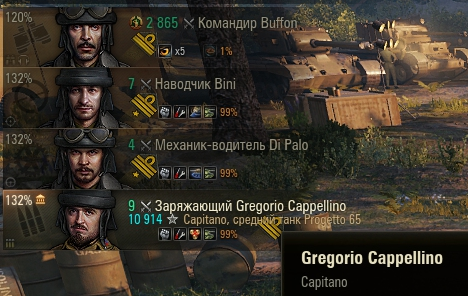 120%
2 865 Командир Buffon
x5 1%
132%
7 Наводчик Bini
99%
132%
4 Механик-водитель Di Palo
99%
132%
9 Заряжающий Gregorio Cappellino
10 914 Capitano, средний танк Progetto 65
99%
Gregorio Cappellino
Capitano